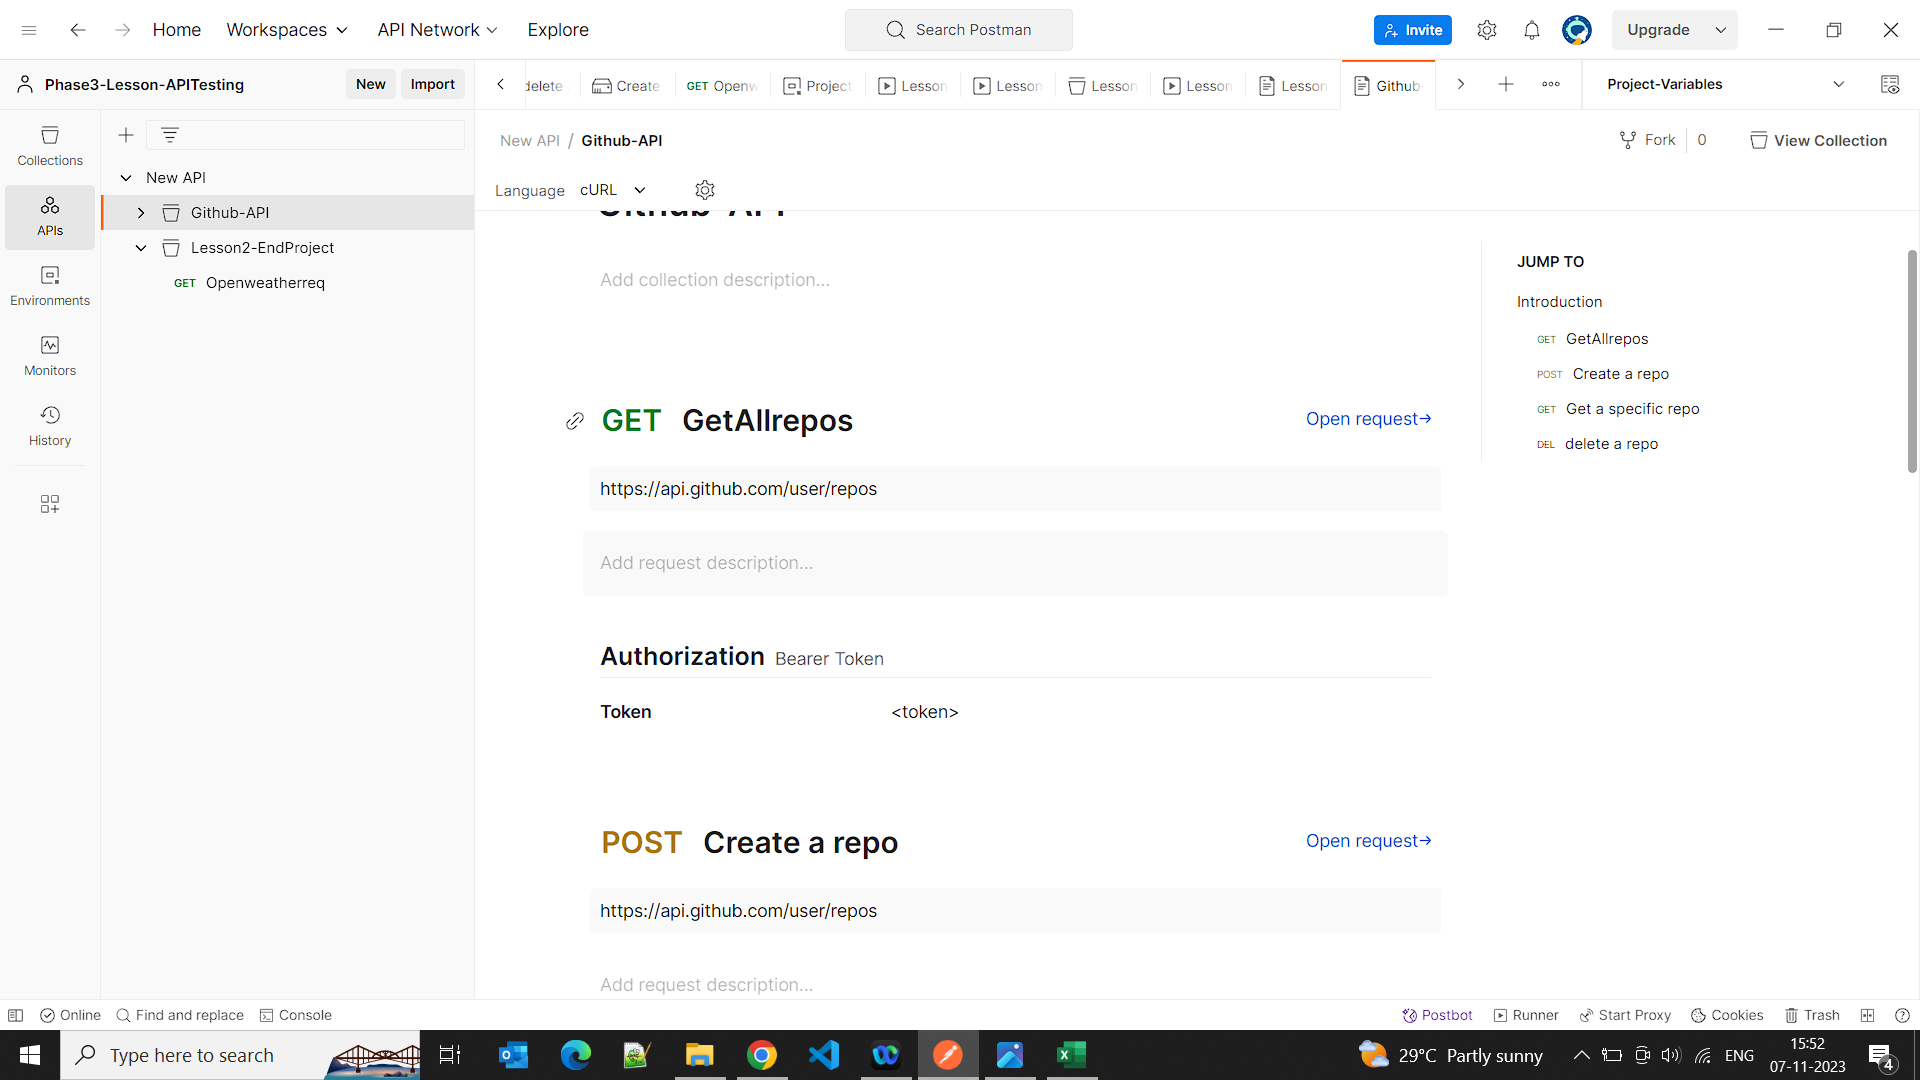 Home Workspaces API Network Explore Search Postman Invite Upgrade
Phase3-Lesson-APITesting New Import delete Create GET Openw Project Lesson Lesson Lesson Lesson Lesson Github Project-Variables
Collections
APIs
Environments
Monitors
History
New API
Github-API
Lesson2-EndProject
GET Openweatherreq
New API / Github-API Fork 0 View Collection
Language cURL
Github-API
Add collection description...
GET GetAllrepos Open request→
https://api.github.com/user/repos
Add request description...
Authorization Bearer Token
Token <token>
POST Create a repo Open request→
https://api.github.com/user/repos
Add request description...
JUMP TO
Introduction
GET GetAllrepos
POST Create a repo
GET Get a specific repo
DEL delete a repo
Online Find and replace Console Postbot Runner Start Proxy Cookies Trash
Type here to search 29°C Partly sunny ENG 15:52
07-11-2023 4